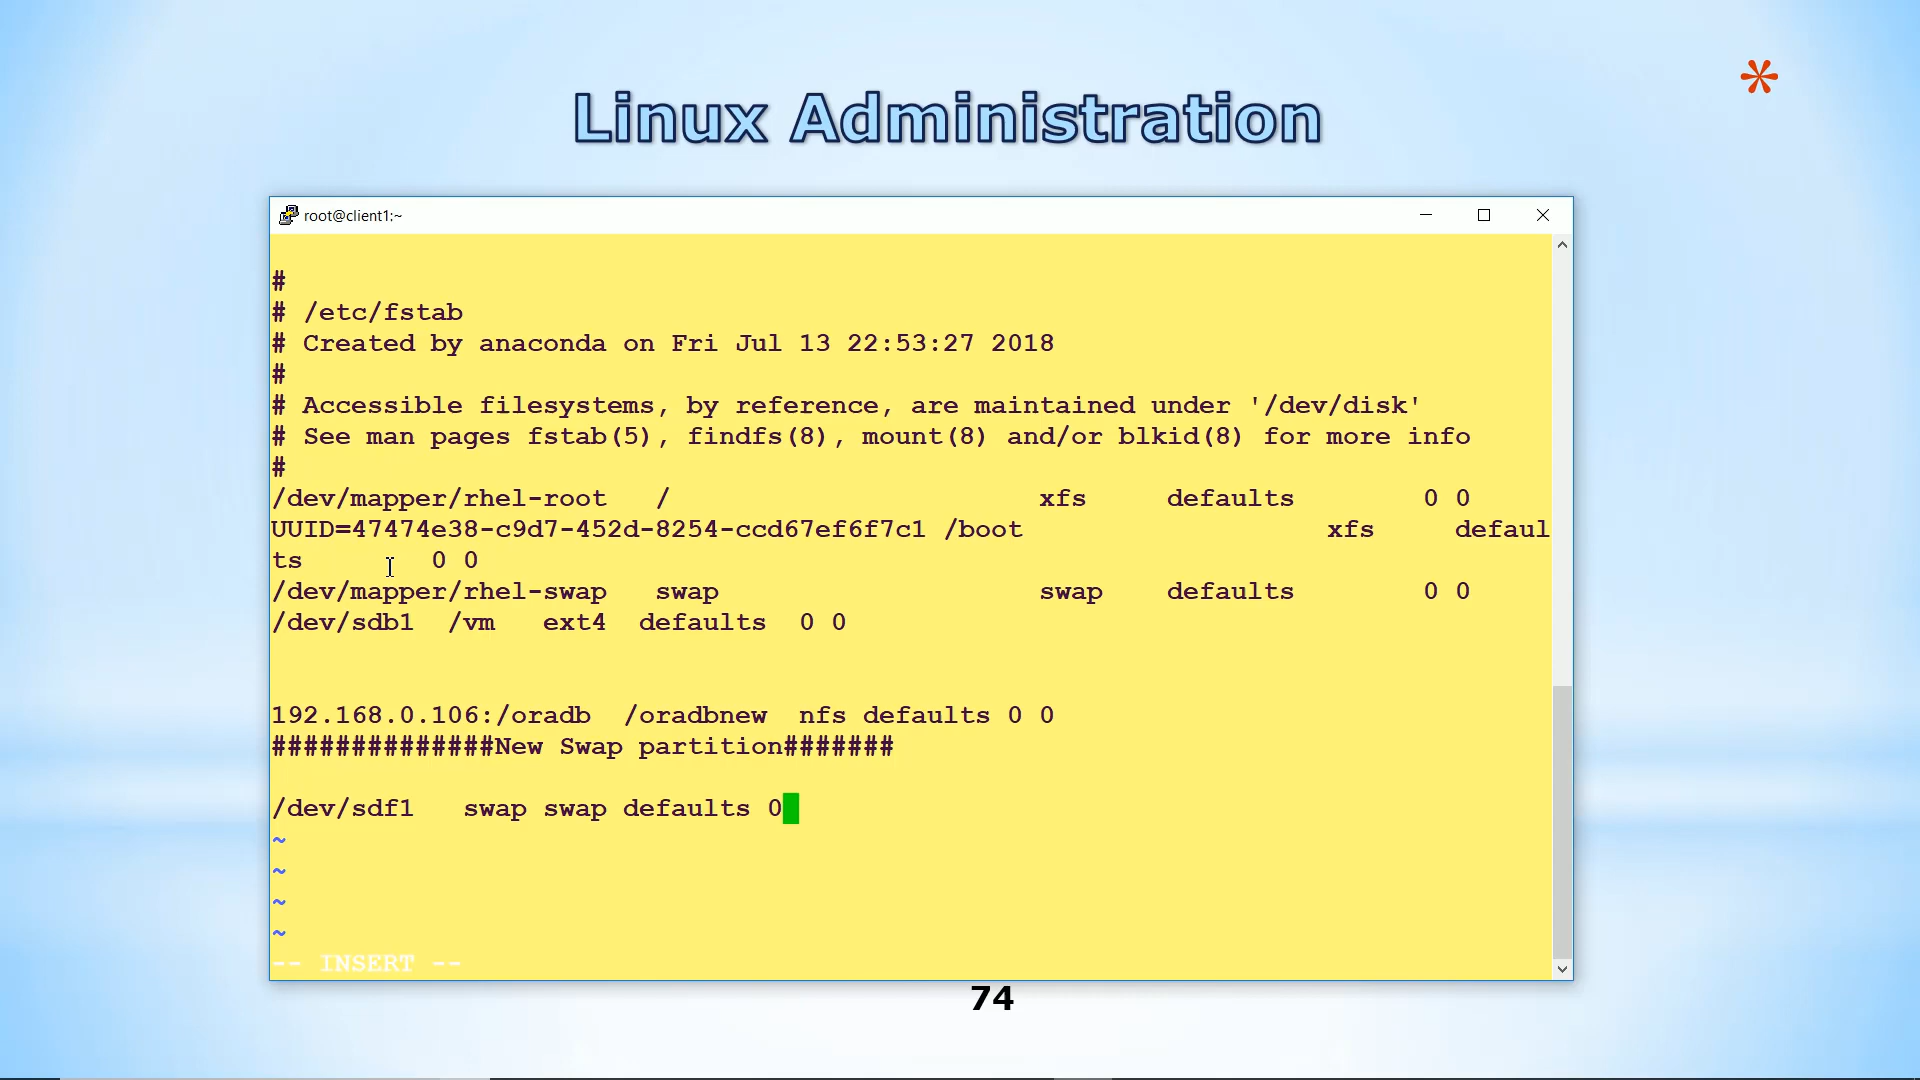 Linux Administration
*
root@client1:~
#
# /etc/fstab
# Created by anaconda on Fri Jul 13 22:53:27 2018
#
# Accessible filesystems, by reference, are maintained under '/dev/disk'
# See man pages fstab(5), findfs(8), mount(8) and/or blkid(8) for more info
#
/dev/mapper/rhel-root   /                       xfs     defaults        0 0
UUID=47474e38-c9d7-452d-8254-ccd67ef6f7c1 /boot                   xfs     defaul
ts        0 0
/dev/mapper/rhel-swap   swap                    swap    defaults        0 0
/dev/sdb1  /vm   ext4  defaults  0 0
192.168.0.106:/oradb  /oradbnew  nfs defaults 0 0
##############New Swap partition#######
/dev/sdf1   swap swap defaults 0
~
~
~
~
-- INSERT --
74